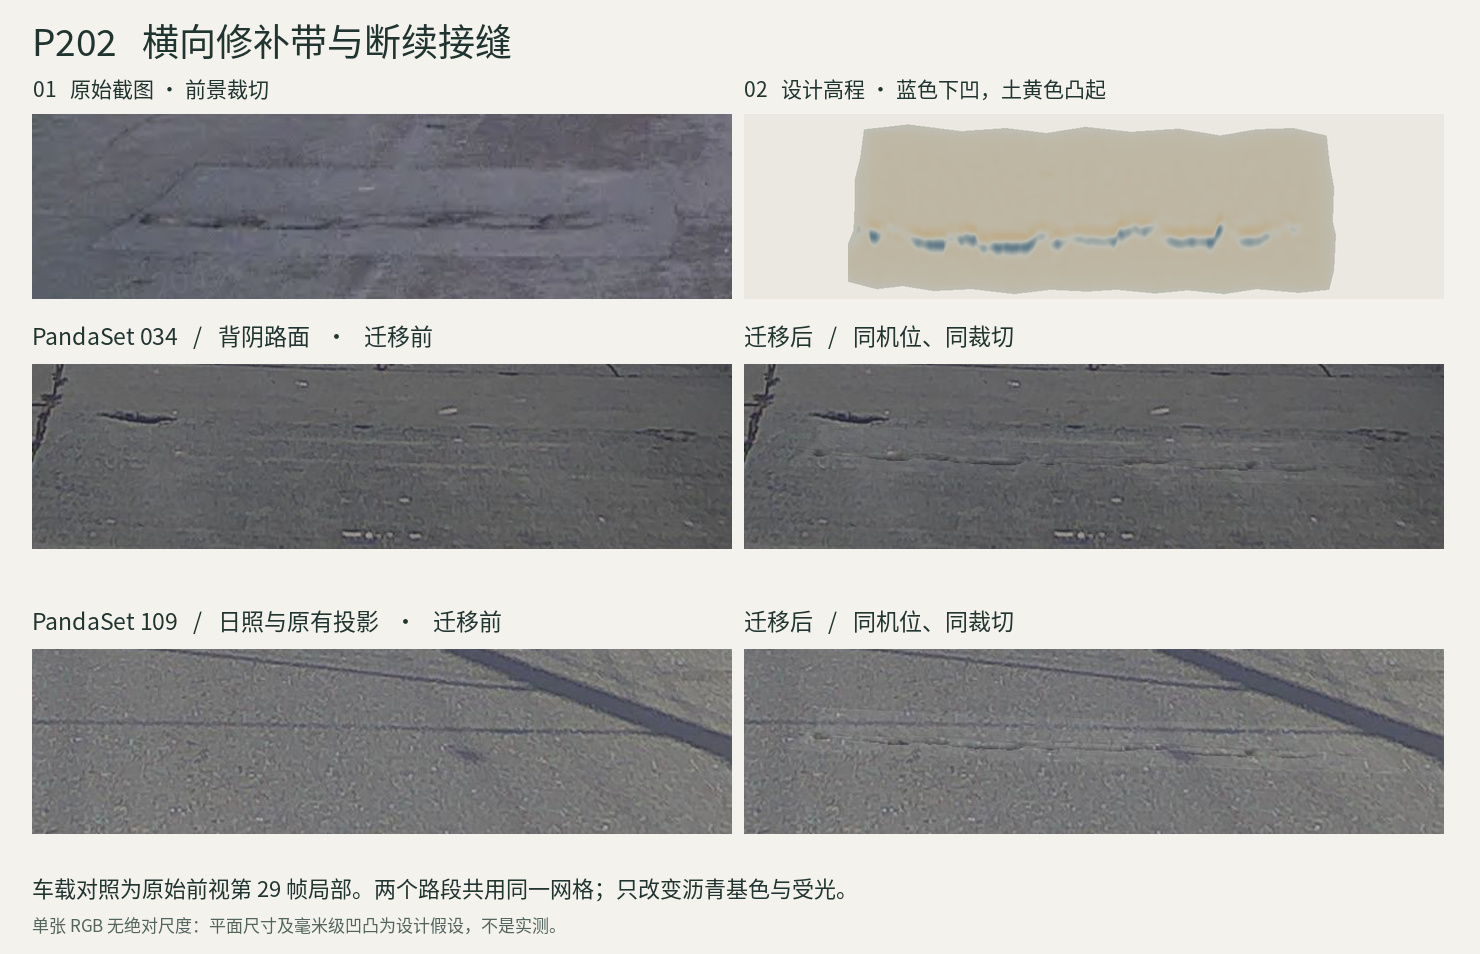 P202 横向修补带与断续接缝
01 原始截图 · 前景裁切
02 设计高程 · 蓝色下凹，土黄色凸起
PandaSet 034 / 背阴路面 · 迁移前
迁移后 / 同机位、同裁切
PandaSet 109 / 日照与原有投影 · 迁移前
迁移后 / 同机位、同裁切
车载对照为原始前视第 29 帧局部。两个路段共用同一网格；只改变沥青基色与受光。
单张 RGB 无绝对尺度：平面尺寸及毫米级凹凸为设计假设，不是实测。